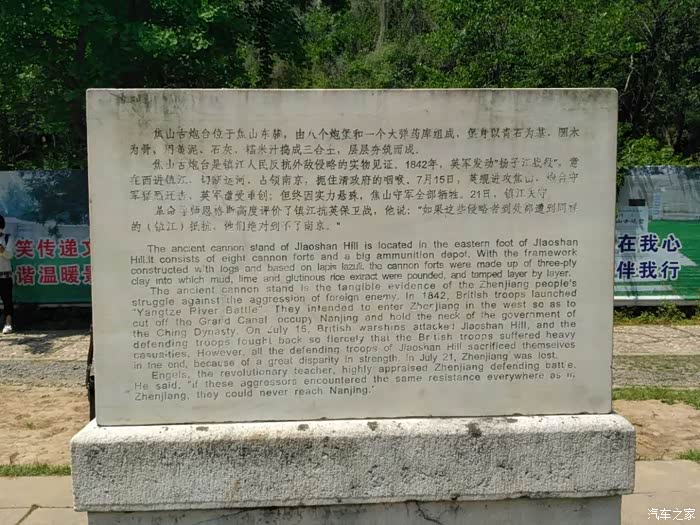 焦山古炮台位于焦山东麓，由八个炮堡和一个大弹药库组成，堡身以青石为基，圆木
为骨，用黄泥、石灰、糯米汁捣成三合土，层层夯筑而成。
焦山古炮台是镇江人民反抗外敌侵略的实物见证。1842年，英军发动"扬子江战役"，意
在西进镇江，切断运河，占领南京，扼住清政府的咽喉。7月15日，英舰进攻焦山，炮台守
军猛烈还击，英军遭受重创；但终因实力悬殊，焦山守军全部牺牲。21日，镇江失守。
革命导师恩格斯高度评价了镇江抗英保卫战，他说："如果这些侵略者到处都遭到同样
的（镇江）抵抗，他们绝对到不了南京。"
The ancient cannon stand of Jiaoshan Hill is located in the eastern foot of Jiaoshan
Hill.It consists of eight cannon forts and a big ammunition depot. With the framework
constructed with logs and based on lapis lazuli, the cannon forts were made up of three-ply
clay into which mud, lime and glutinous rice extract were pounded, and tamped layer by layer.
The ancient cannon stand is the tangible evidence of the Zhenjiang people's
struggle against the aggression of foreign enemy. In 1842, British troops launched
"Yangtze River Battle". They intended to enter Zhenjiang in the west so as to
cut off the Grand Canal, occupy Nanjing and hold the neck of the government of
the Ching Dynasty. On July 15, British warships attacked Jiaoshan Hill, and the
defending troops fought back so fiercely that the British troops suffered heavy
casualties. However, all the defending troops of Jiaoshan Hill sacrificed themselves
in the end, because of a great disparity in strength. In July 21, Zhenjiang was lost.
Engels, the revolutionary teacher, highly appraised Zhenjiang defending battle.
He said, "if these aggressors encountered the same resistance everywhere as in
Zhenjiang, they could never reach Nanjing."
笑传递文
谐温暖景
在我心
伴我行
汽车之家